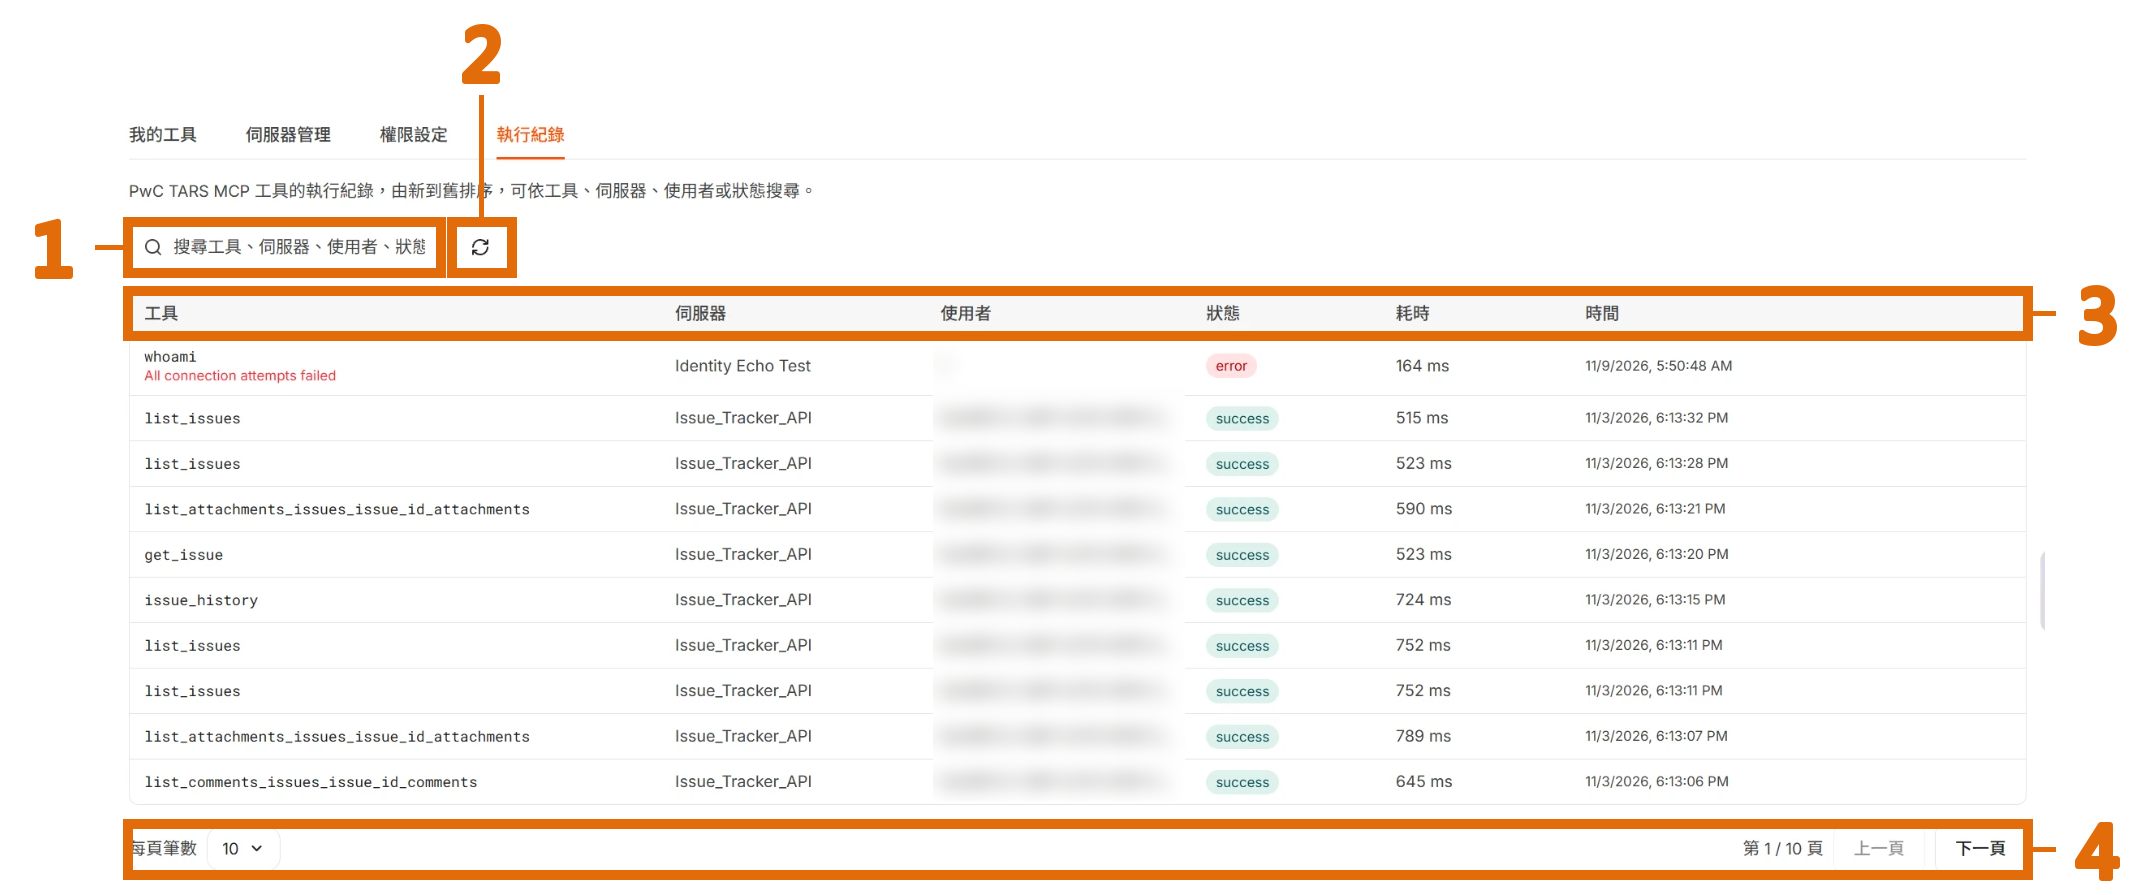 2
我的工具 伺服器管理 權限設定 執行紀錄
PwC TARS MCP 工具的執行紀錄，由新到舊排序，可依工具、伺服器、使用者或狀態搜尋。
1
搜尋工具、伺服器、使用者、狀態
工具 伺服器 使用者 狀態 耗時 時間
3
whoami
All connection attempts failed
Identity Echo Test error 164 ms 11/9/2026, 5:50:48 AM
list_issues Issue_Tracker_API success 515 ms 11/3/2026, 6:13:32 PM
list_issues Issue_Tracker_API success 523 ms 11/3/2026, 6:13:28 PM
list_attachments_issues_issue_id_attachments Issue_Tracker_API success 590 ms 11/3/2026, 6:13:21 PM
get_issue Issue_Tracker_API success 523 ms 11/3/2026, 6:13:20 PM
issue_history Issue_Tracker_API success 724 ms 11/3/2026, 6:13:15 PM
list_issues Issue_Tracker_API success 752 ms 11/3/2026, 6:13:11 PM
list_issues Issue_Tracker_API success 752 ms 11/3/2026, 6:13:11 PM
list_attachments_issues_issue_id_attachments Issue_Tracker_API success 789 ms 11/3/2026, 6:13:07 PM
list_comments_issues_issue_id_comments Issue_Tracker_API success 645 ms 11/3/2026, 6:13:06 PM
每頁筆數 10 第 1 / 10 頁 上一頁 下一頁
4